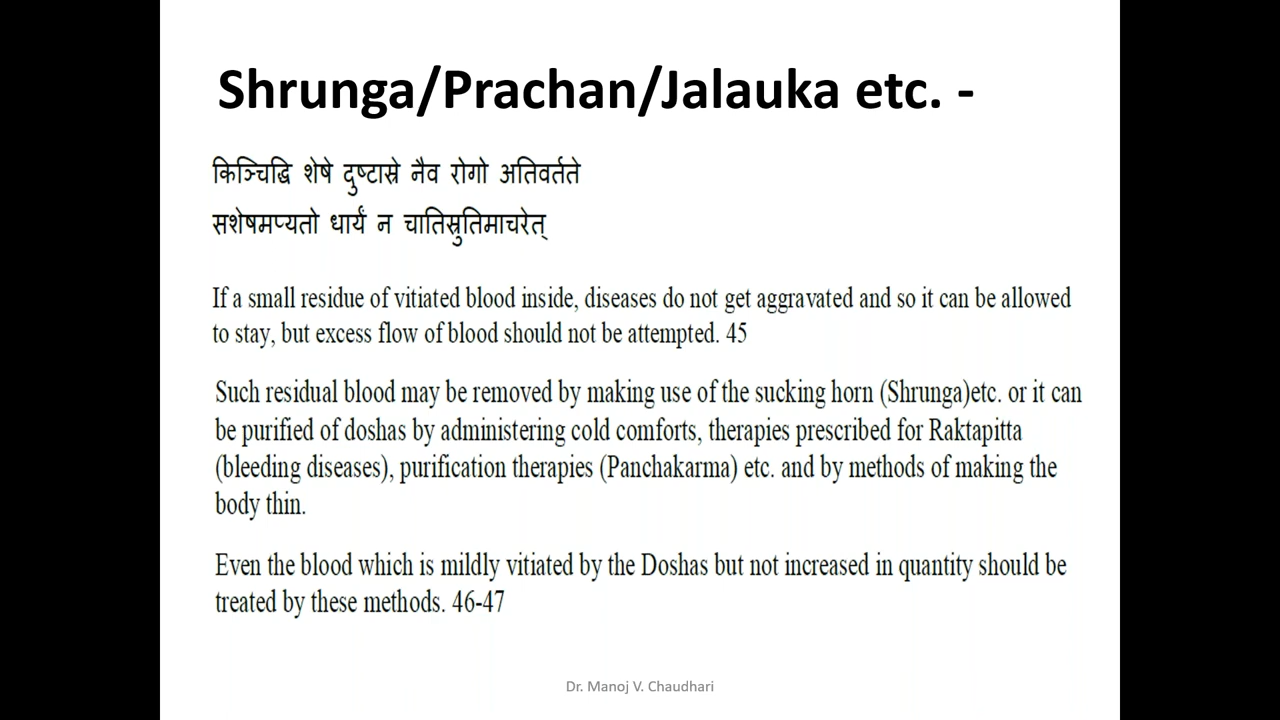 Shrunga/Prachan/Jalauka etc. -
किञ्चिद्धि शेषे दुष्टास्रे नैव रोगो अतिवर्तते
सशेषमप्यतो धार्यं न चातिस्रुतिमाचरेत्
If a small residue of vitiated blood inside, diseases do not get aggravated and so it can be allowed
to stay, but excess flow of blood should not be attempted. 45
Such residual blood may be removed by making use of the sucking horn (Shrunga)etc. or it can
be purified of doshas by administering cold comforts, therapies prescribed for Raktapitta
(bleeding diseases), purification therapies (Panchakarma) etc. and by methods of making the
body thin.
Even the blood which is mildly vitiated by the Doshas but not increased in quantity should be
treated by these methods. 46-47
Dr. Manoj V. Chaudhari